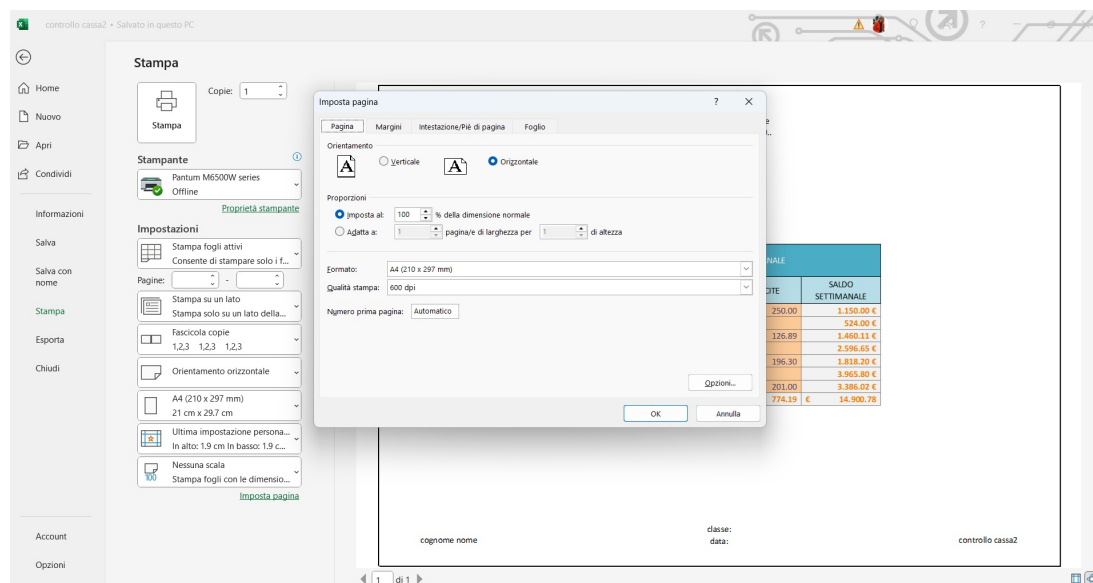 controllo cassa2 • Salvato in questo PC
?
Stampa
Home
Nuovo
Apri
Condividi
Informazioni
Salva
Salva con
nome
Stampa
Esporta
Chiudi
Account
Opzioni
Stampa
Copie: 1
Stampante
Pantum M6500W series
Offline
Proprietà stampante
Impostazioni
Stampa fogli attivi
Consente di stampare solo i f...
Pagine: -
Stampa su un lato
Stampa solo su un lato della...
Fascicola copie
1,2,3 1,2,3 1,2,3
Orientamento orizzontale
A4 (210 x 297 mm)
21 cm x 29.7 cm
Ultima impostazione persona...
In alto: 1.9 cm In basso: 1.9 c...
Nessuna scala
100
Stampa fogli con le dimensio...
Imposta pagina
Imposta pagina ?
Pagina Margini Intestazione/Piè di pagina Foglio
Orientamento
A Verticale A Orizzontale
Proporzioni
Imposta al: 100 % della dimensione normale
Adatta a: 1 pagina/e di larghezza per 1 di altezza
Formato: A4 (210 x 297 mm)
Qualità stampa: 600 dpi
Numero prima pagina: Automatico
Opzioni...
OK Annulla
SALDO
SETTIMANALE
250.00 1.150.00 €
524.00 €
126.89 1.460.11 €
2.596.65 €
196.30 1.818.20 €
3.965.80 €
201.00 3.386.02 €
774.19 € 14.900.78
cognome nome
classe:
data:
controllo cassa2
1 di 1